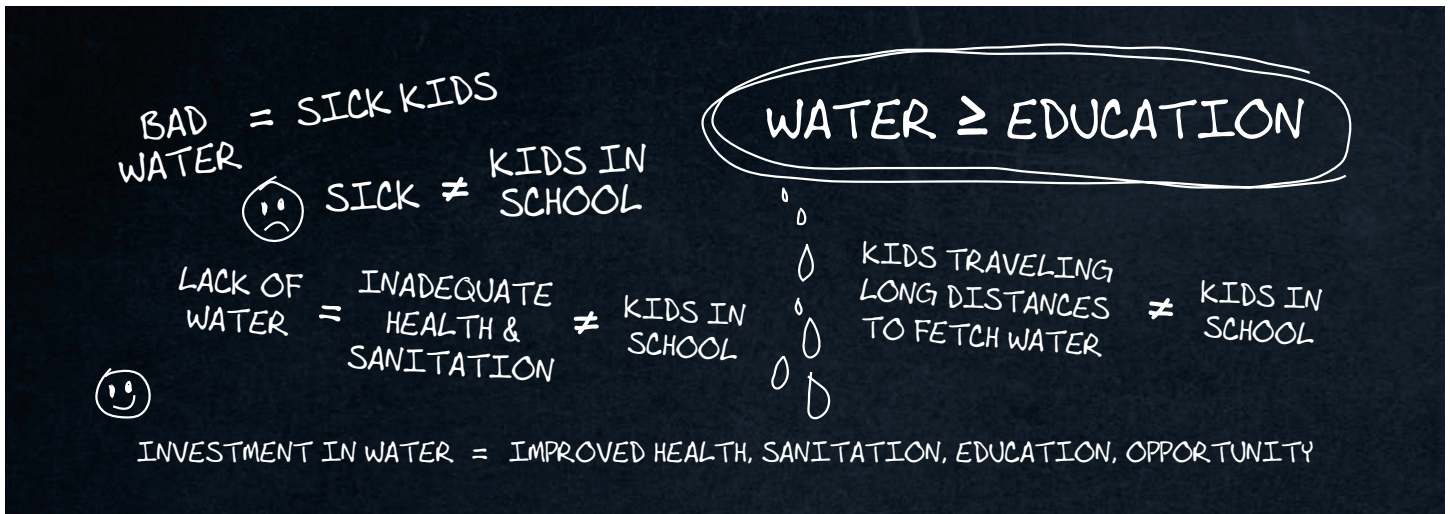 BAD = SICK KIDS
WATER
SICK ≠ KIDS IN
SCHOOL
WATER ≥ EDUCATION
LACK OF
WATER
=
INADEQUATE
HEALTH &
SANITATION
≠
KIDS IN
SCHOOL
KIDS TRAVELING
LONG DISTANCES
TO FETCH WATER
≠
KIDS IN
SCHOOL
INVESTMENT IN WATER = IMPROVED HEALTH, SANITATION, EDUCATION, OPPORTUNITY